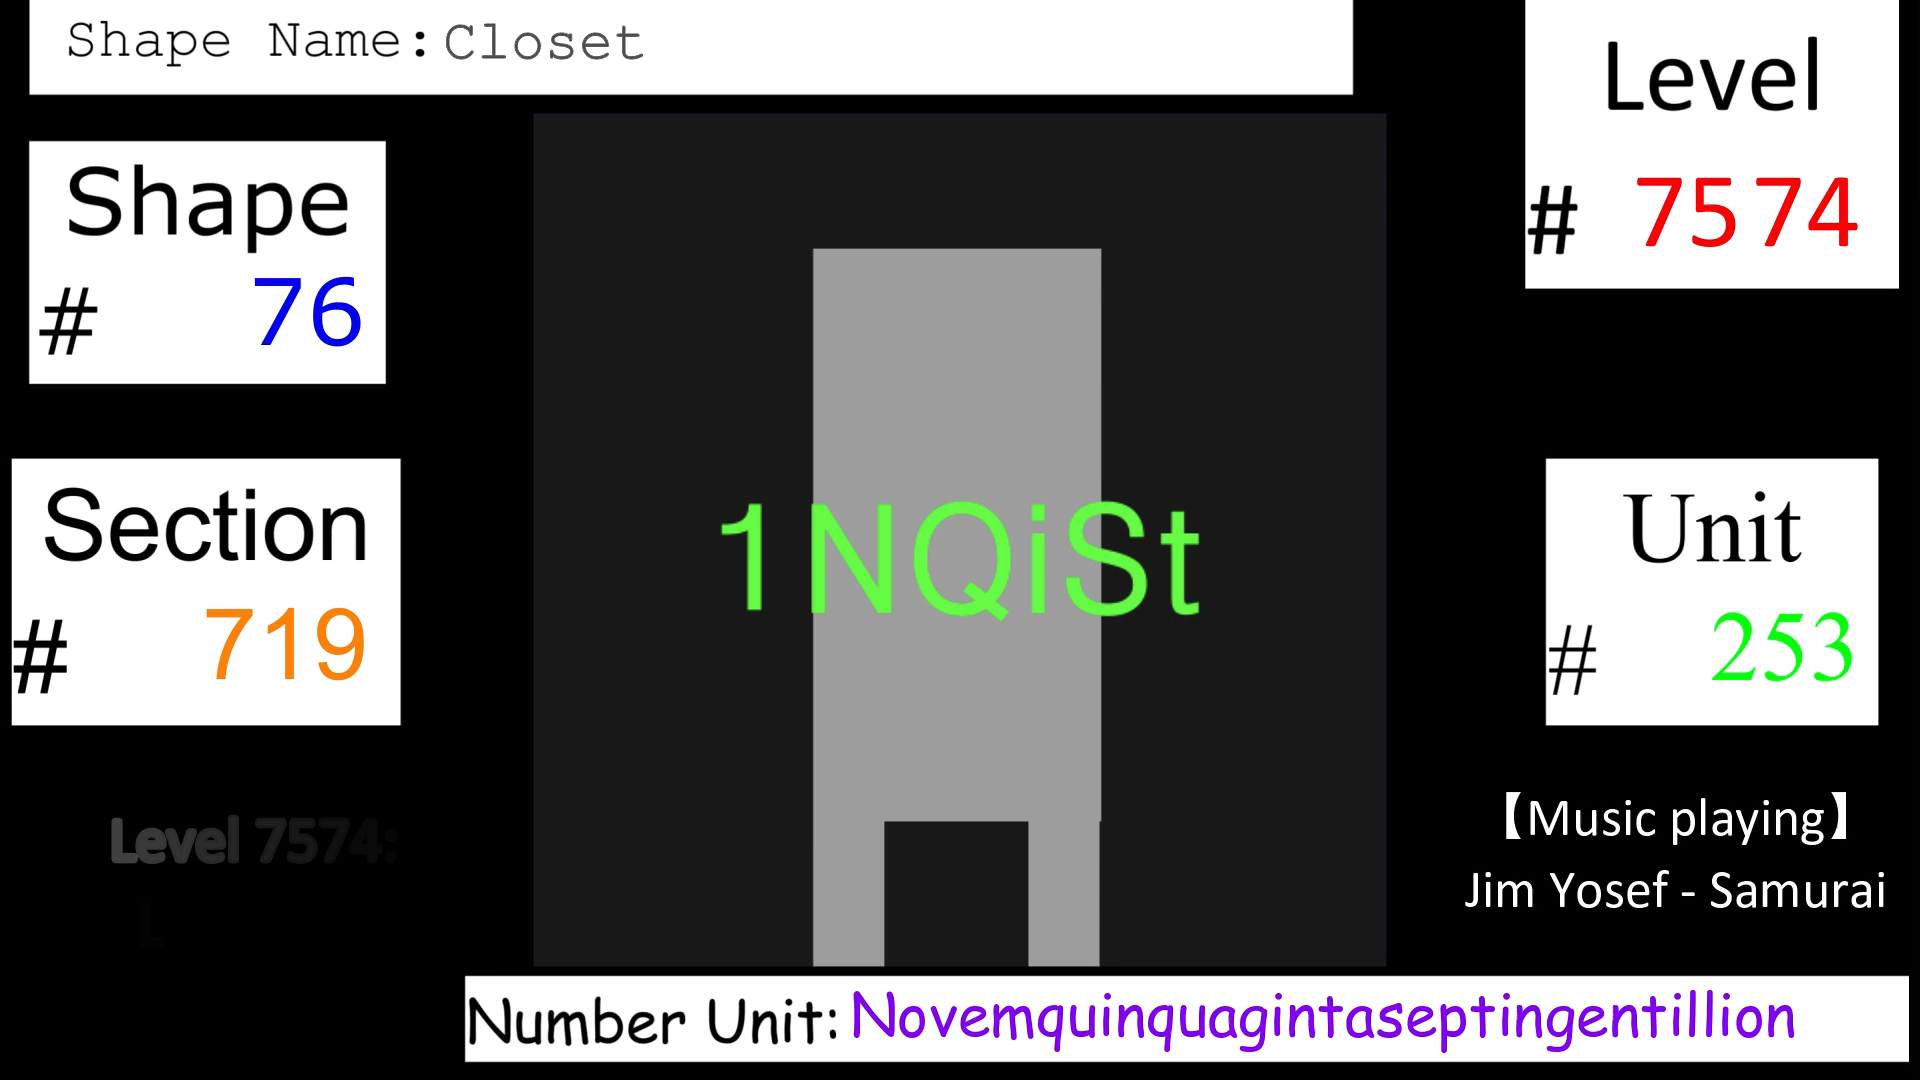 Shape Name: Closet
Level
# 7574
Shape
# 76
Section
# 719
1NQiSt
Unit
# 253
Level 7574:
L
【Music playing】
Jim Yosef - Samurai
Number Unit: Novemquinquagintaseptingentillion